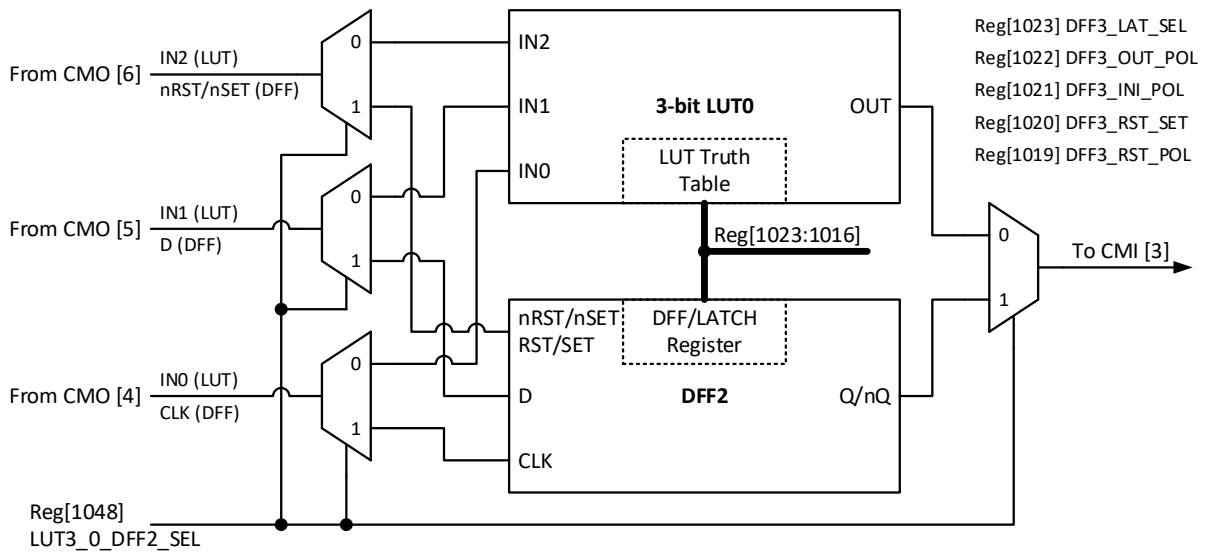 Reg[1023] DFF3_LAT_SEL
Reg[1022] DFF3_OUT_POL
Reg[1021] DFF3_INI_POL
Reg[1020] DFF3_RST_SET
Reg[1019] DFF3_RST_POL
From CMO [6]
IN2 (LUT)
nRST/nSET (DFF)
0
1
From CMO [5]
IN1 (LUT)
D (DFF)
0
1
From CMO [4]
IN0 (LUT)
CLK (DFF)
0
1
Reg[1048]
LUT3_0_DFF2_SEL
IN2
IN1
IN0
3-bit LUT0
OUT
LUT Truth
Table
Reg[1023:1016]
nRST/nSET
RST/SET
DFF/LATCH
Register
D
DFF2
Q/nQ
CLK
0
1
To CMI [3]